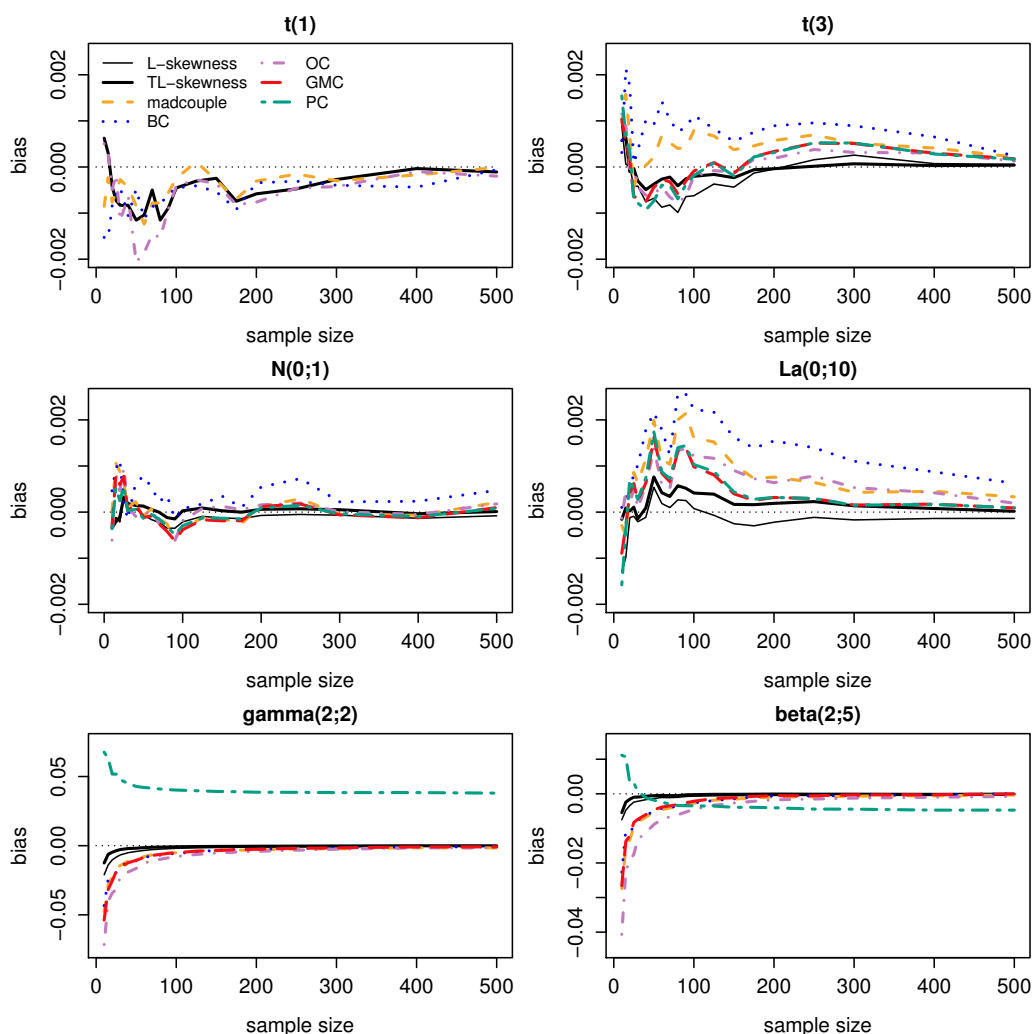 t(1)
bias
0.002
0.000
−0.002
L−skewness
TL−skewness
madcouple
BC
OC
GMC
PC
0 100 200 300 400 500
sample size
t(3)
bias
0.002
0.000
−0.002
0 100 200 300 400 500
sample size
N(0;1)
bias
0.002
0.000
−0.002
0 100 200 300 400 500
sample size
La(0;10)
bias
0.002
0.000
−0.002
0 100 200 300 400 500
sample size
gamma(2;2)
bias
0.05
0.00
−0.05
0 100 200 300 400 500
sample size
beta(2;5)
bias
0.00
−0.02
−0.04
0 100 200 300 400 500
sample size